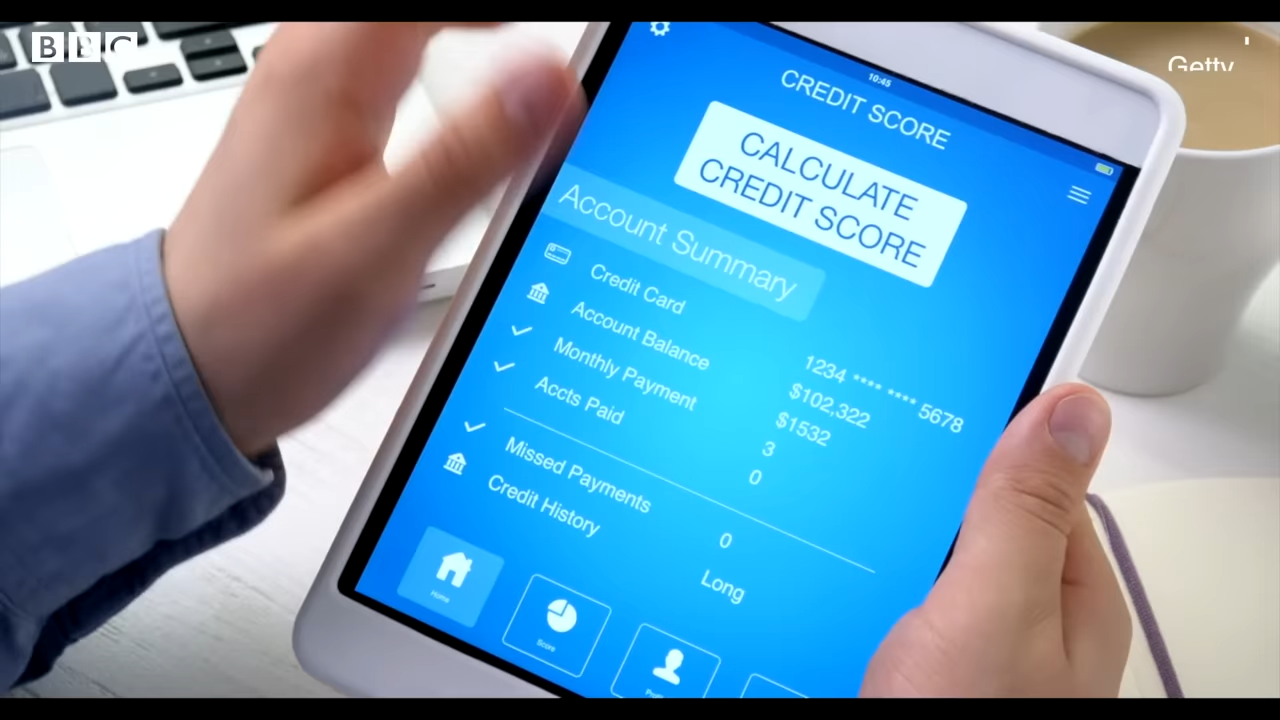 BBC
Getty
10:45
CREDIT SCORE
CALCULATE
CREDIT SCORE
Account Summary
Credit Card 1234 **** **** 5678
Account Balance $102,322
Monthly Payment $1532
Accts Paid 3
0
Missed Payments 0
Credit History Long
Home
Score